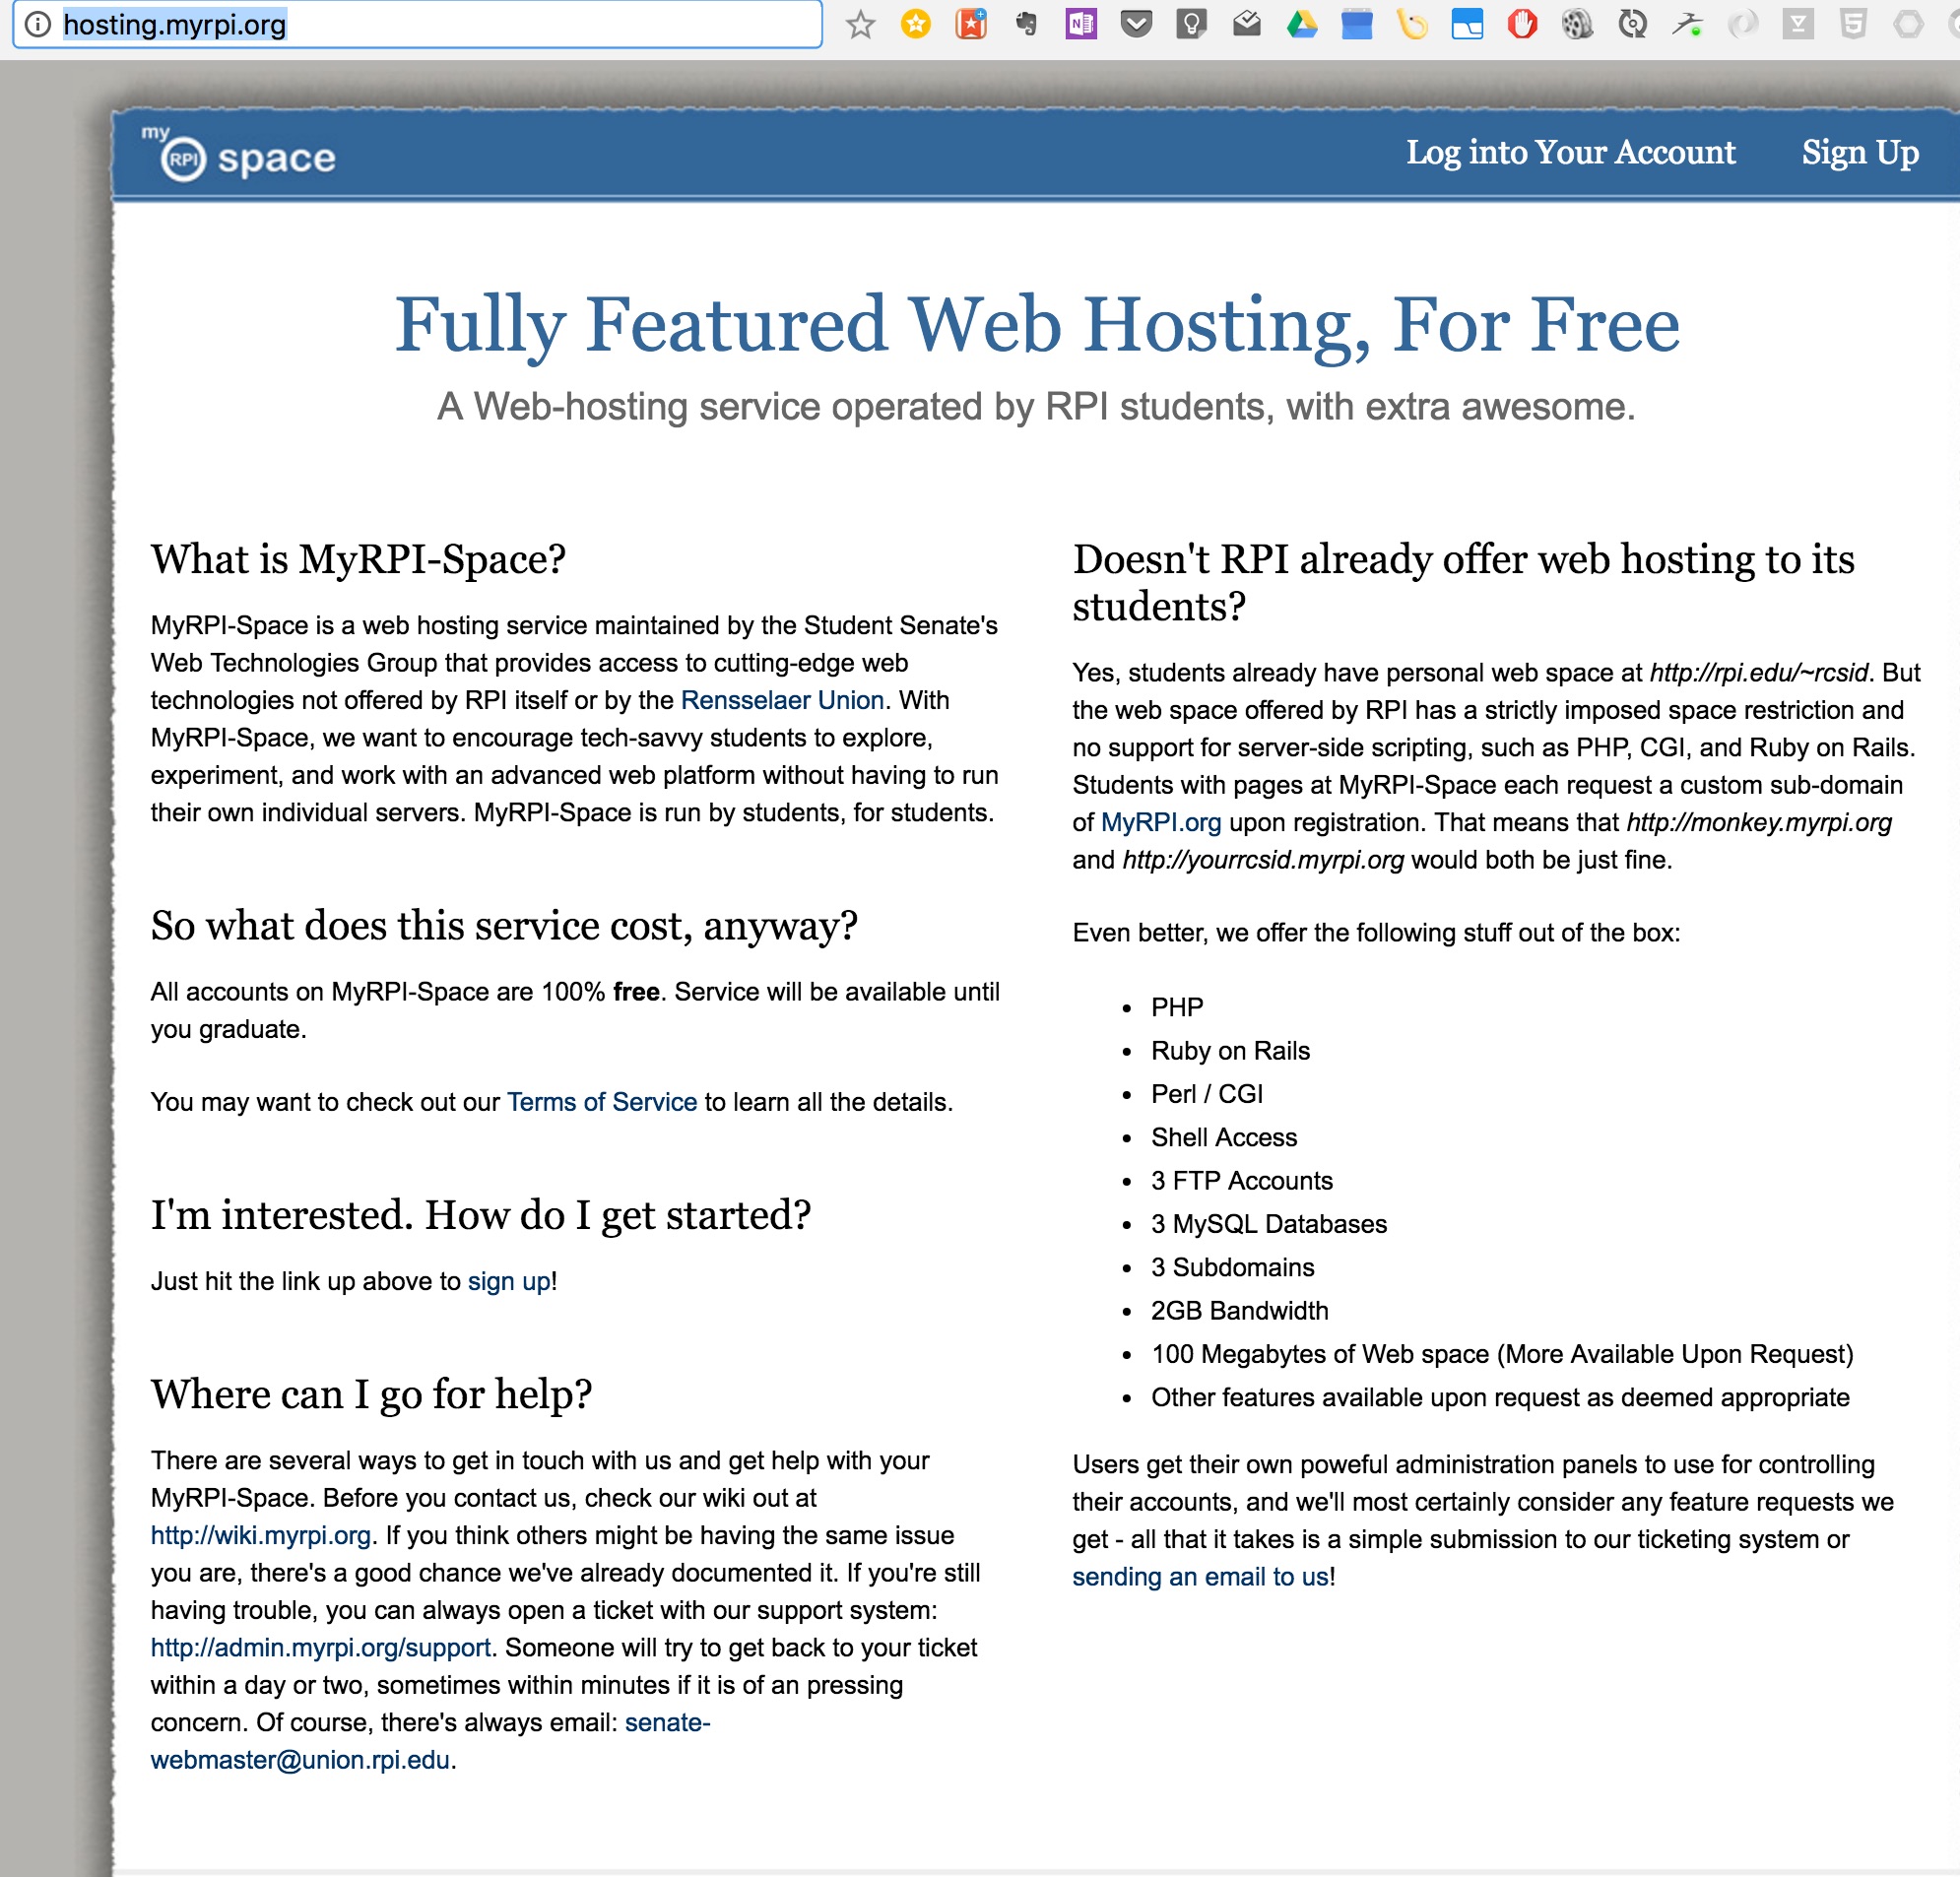 hosting.myrpi.org
my RPI space
Log into Your Account
Sign Up
Fully Featured Web Hosting, For Free
A Web-hosting service operated by RPI students, with extra awesome.
What is MyRPI-Space?
MyRPI-Space is a web hosting service maintained by the Student Senate's
Web Technologies Group that provides access to cutting-edge web
technologies not offered by RPI itself or by the Rensselaer Union. With
MyRPI-Space, we want to encourage tech-savvy students to explore,
experiment, and work with an advanced web platform without having to run
their own individual servers. MyRPI-Space is run by students, for students.
So what does this service cost, anyway?
All accounts on MyRPI-Space are 100% free. Service will be available until
you graduate.
You may want to check out our Terms of Service to learn all the details.
I'm interested. How do I get started?
Just hit the link up above to sign up!
Where can I go for help?
There are several ways to get in touch with us and get help with your
MyRPI-Space. Before you contact us, check our wiki out at
http://wiki.myrpi.org. If you think others might be having the same issue
you are, there's a good chance we've already documented it. If you're still
having trouble, you can always open a ticket with our support system:
http://admin.myrpi.org/support. Someone will try to get back to your ticket
within a day or two, sometimes within minutes if it is of an pressing
concern. Of course, there's always email: senate-
webmaster@union.rpi.edu.
Doesn't RPI already offer web hosting to its
students?
Yes, students already have personal web space at http://rpi.edu/~rcsid. But
the web space offered by RPI has a strictly imposed space restriction and
no support for server-side scripting, such as PHP, CGI, and Ruby on Rails.
Students with pages at MyRPI-Space each request a custom sub-domain
of MyRPI.org upon registration. That means that http://monkey.myrpi.org
and http://yourrcsid.myrpi.org would both be just fine.
Even better, we offer the following stuff out of the box:
• PHP
• Ruby on Rails
• Perl / CGI
• Shell Access
• 3 FTP Accounts
• 3 MySQL Databases
• 3 Subdomains
• 2GB Bandwidth
• 100 Megabytes of Web space (More Available Upon Request)
• Other features available upon request as deemed appropriate
Users get their own poweful administration panels to use for controlling
their accounts, and we'll most certainly consider any feature requests we
get - all that it takes is a simple submission to our ticketing system or
sending an email to us!